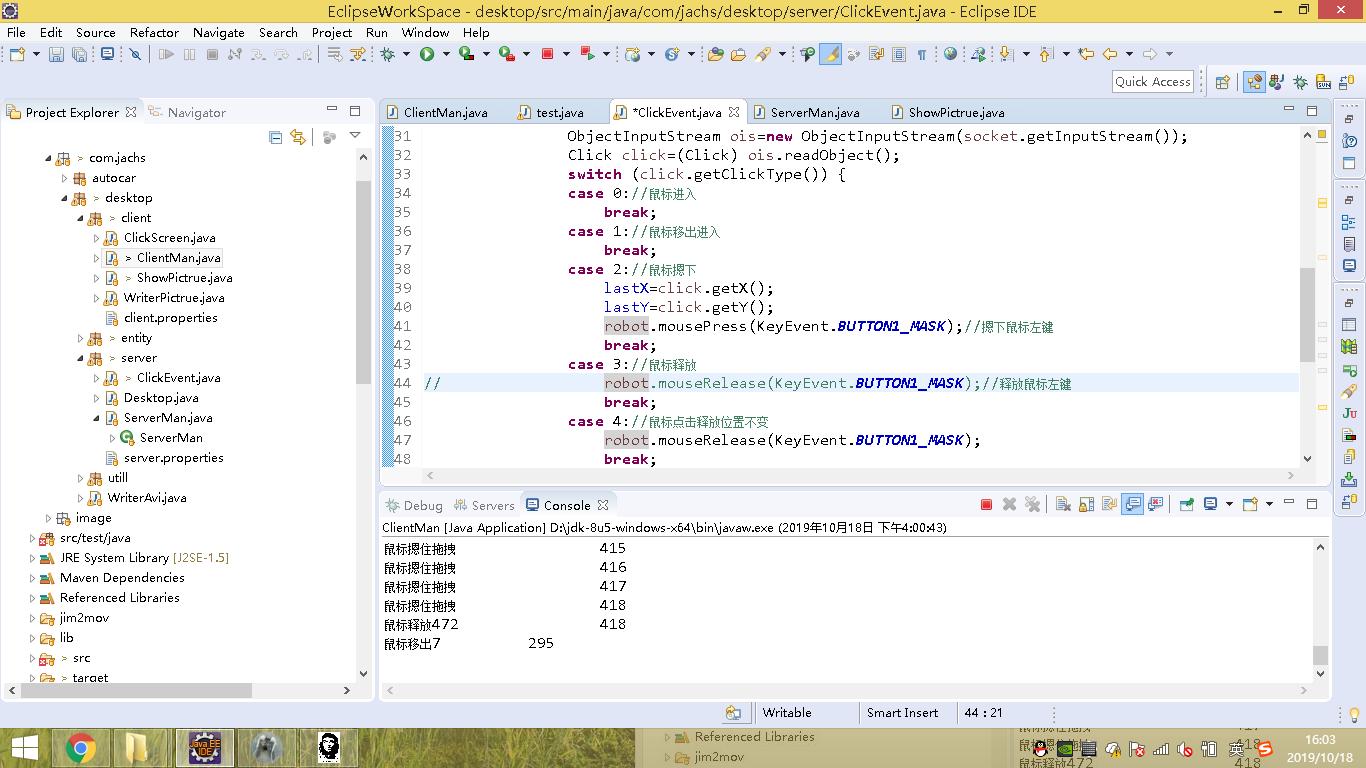 EclipseWorkSpace - desktop/src/main/java/com/jachs/desktop/server/ClickEvent.java - Eclipse IDE
File Edit Source Refactor Navigate Search Project Run Window Help
Quick Access
Project Explorer
Navigator
> com.jachs
autocar
> desktop
> client
ClickScreen.java
> ClientMan.java
> ShowPictrue.java
WriterPictrue.java
client.properties
> entity
> server
> ClickEvent.java
Desktop.java
ServerMan.java
ServerMan
server.properties
utill
WriterAvi.java
image
src/test/java
JRE System Library [J2SE-1.5]
Maven Dependencies
Referenced Libraries
jim2mov
lib
> src
> target
ClientMan.java test.java *ClickEvent.java ServerMan.java ShowPictrue.java
31 ObjectInputStream ois=new ObjectInputStream(socket.getInputStream());
32 Click click=(Click) ois.readObject();
33 switch (click.getClickType()) {
34 case 0://鼠标进入
35 break;
36 case 1://鼠标移出进入
37 break;
38 case 2://鼠标摁下
39 lastX=click.getX();
40 lastY=click.getY();
41 robot.mousePress(KeyEvent.BUTTON1_MASK);//摁下鼠标左键
42 break;
43 case 3://鼠标释放
44 // robot.mouseRelease(KeyEvent.BUTTON1_MASK);//释放鼠标左键
45 break;
46 case 4://鼠标点击释放位置不变
47 robot.mouseRelease(KeyEvent.BUTTON1_MASK);
48 break;
Debug Servers Console
ClientMan [Java Application] D:\jdk-8u5-windows-x64\bin\javaw.exe (2019年10月18日 下午4:00:43)
鼠标摁住拖拽 415
鼠标摁住拖拽 416
鼠标摁住拖拽 417
鼠标摁住拖拽 418
鼠标释放472 418
鼠标移出7 295
Writable Smart Insert 44 : 21
Java EE
IDE
Referenced Libraries
jim2mov
鼠标释放472 418
英
16:03
2019/10/18